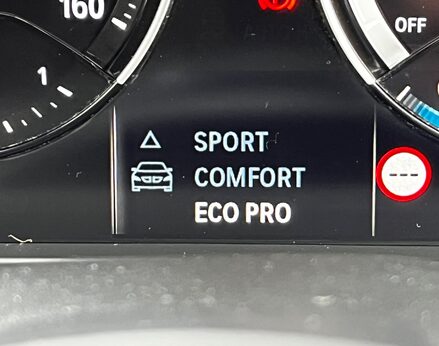 160
OFF
1
SPORT
COMFORT
---
ECO PRO